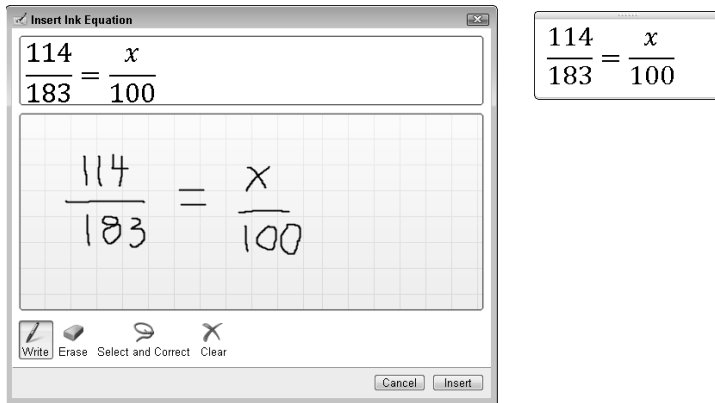 Insert Ink Equation
114/183 = x/100
114/183 = x/100
114/183 = x/100
Write Erase Select and Correct Clear
Cancel Insert